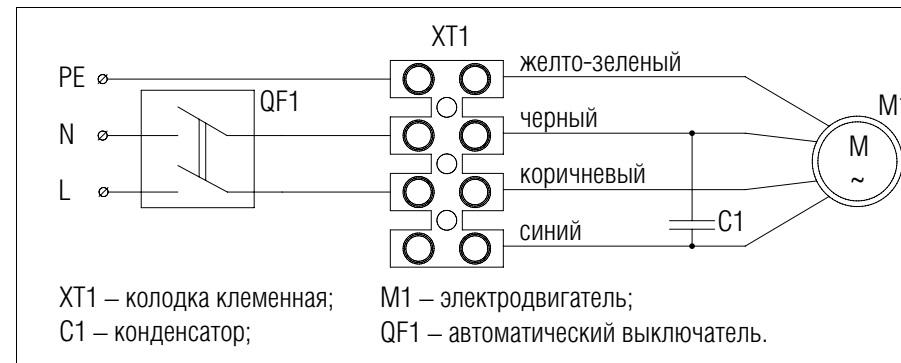 XT1
PE
желто-зеленый
QF1
N
черный
M1
M
~
L
коричневый
синий
C1
XT1 – колодка клеменная;
M1 – электродвигатель;
C1 – конденсатор;
QF1 – автоматический выключатель.